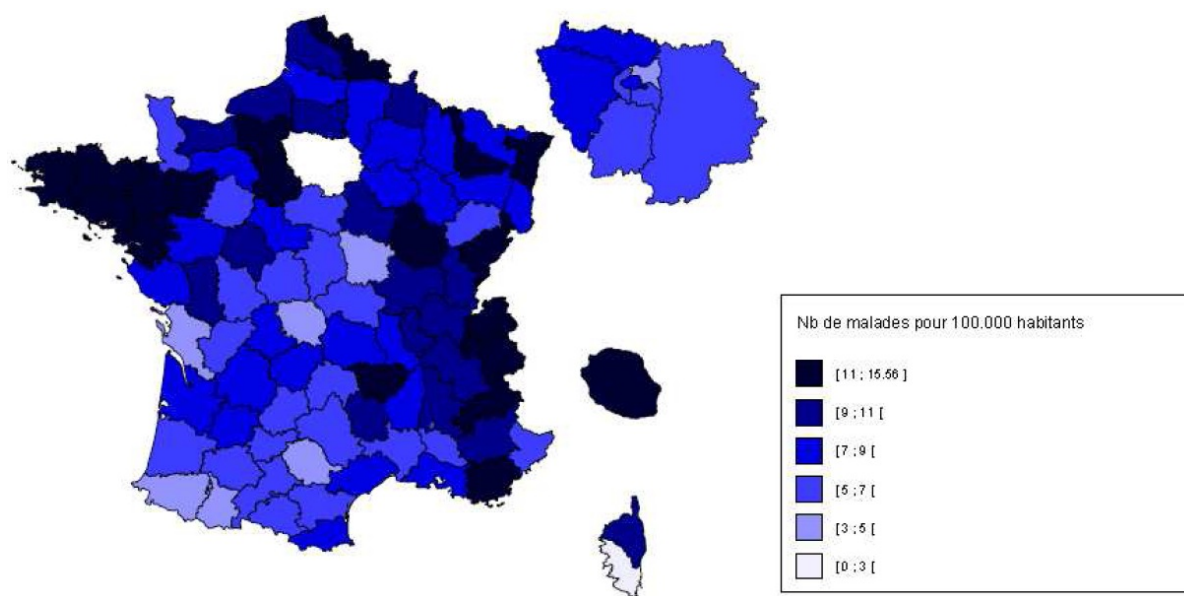 Nb de malades pour 100.000 habitants
[11 ; 15.56 ]
[9 ; 11 [
[7 ; 9 [
[5 ; 7 [
[3 ; 5 [
[0 ; 3 [